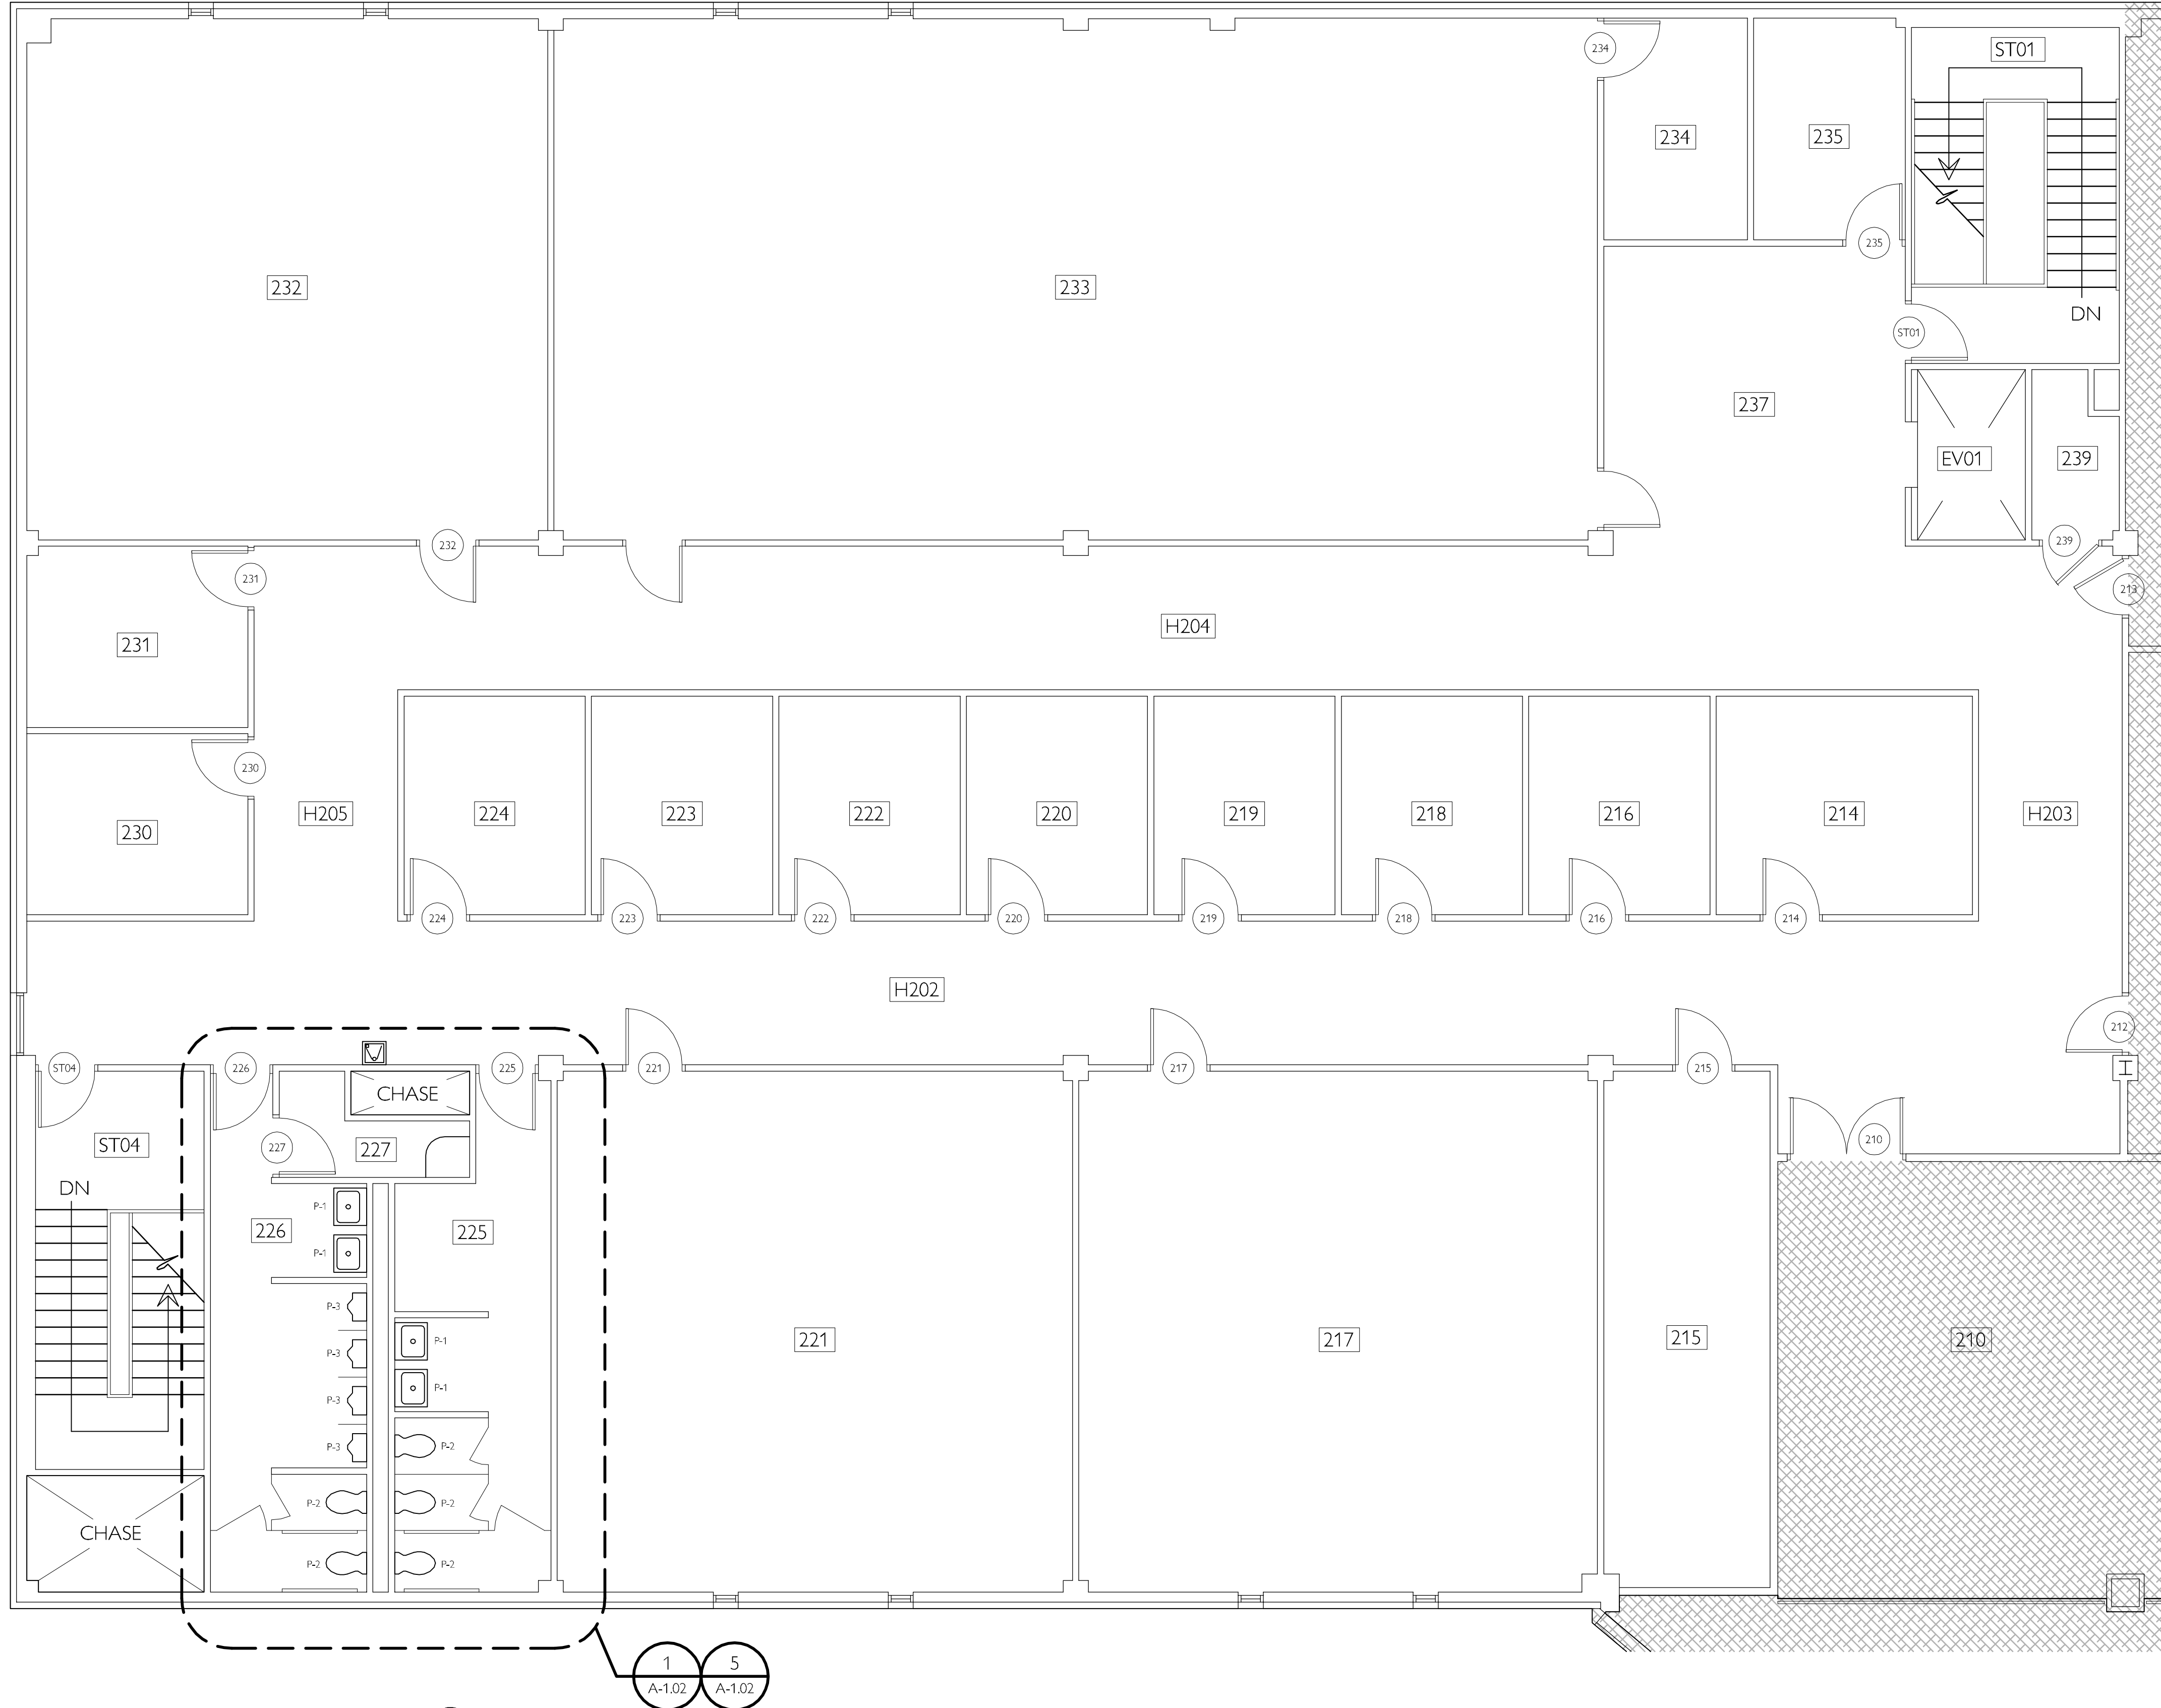 234
ST01
234
235
235
232
233
ST01
DN
237
EV01
239
232
239
231
213
H204
231
230
H205
224
223
222
220
219
218
216
214
H203
230
224
223
222
220
219
218
216
214
H202
212
ST04
226
225
221
217
215
CHASE
ST04
227
227
210
DN
P-1
226
225
P-1
P-3
P-1
221
217
215
210
P-3
P-1
P-3
P-3
P-2
P-2
P-2
CHASE
P-2
P-2
1
A-1.02
5
A-1.02